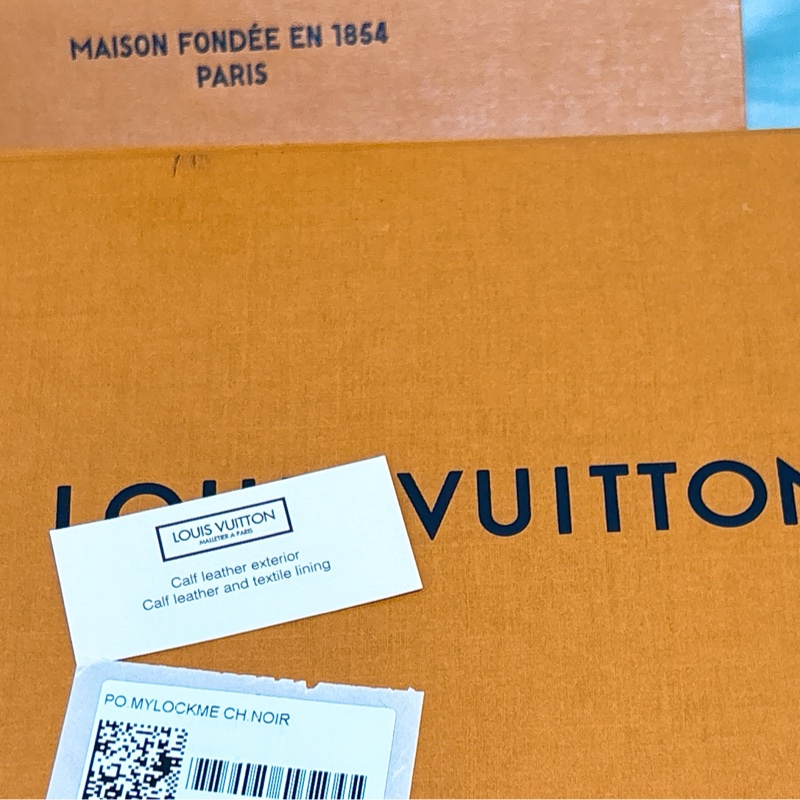 MAISON FONDÉE EN 1854
PARIS
VUITTON
LOUIS VUITTON
MALLETIER A PARIS
Calf leather exterior
Calf leather and textile lining
PO.MYLOCKME CH.NOIR